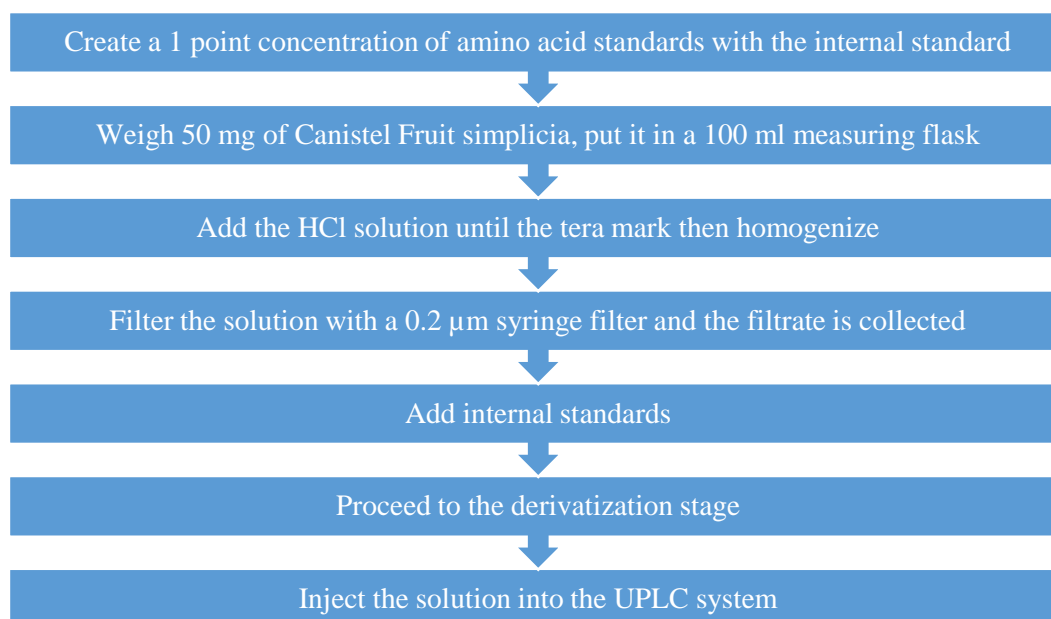 Create a 1 point concentration of amino acid standards with the internal standard
Weigh 50 mg of Canistel Fruit simplicia, put it in a 100 ml measuring flask
Add the HCl solution until the tera mark then homogenize
Filter the solution with a 0.2 µm syringe filter and the filtrate is collected
Add internal standards
Proceed to the derivatization stage
Inject the solution into the UPLC system